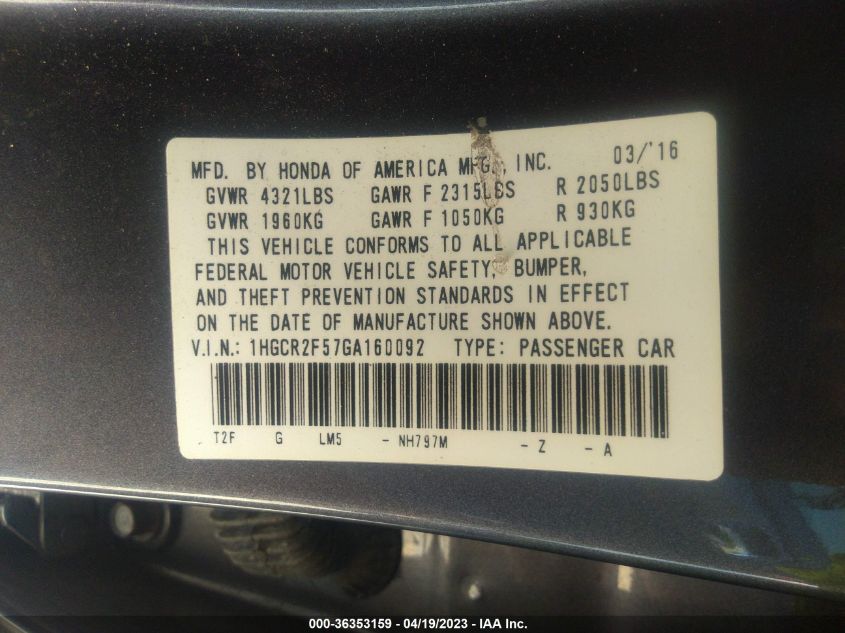 MFD. BY HONDA OF AMERICA MFG., INC. 03/'16
GVWR 4321LBS GAWR F 2315LBS R 2050LBS
GVWR 1960KG GAWR F 1050KG R 930KG
THIS VEHICLE CONFORMS TO ALL APPLICABLE
FEDERAL MOTOR VEHICLE SAFETY, BUMPER,
AND THEFT PREVENTION STANDARDS IN EFFECT
ON THE DATE OF MANUFACTURE SHOWN ABOVE.
V.I.N.: 1HGCR2F57GA160092 TYPE: PASSENGER CAR
T2F G LM5 - NH797M - Z - A
000-36353159 - 04/19/2023 - IAA Inc.